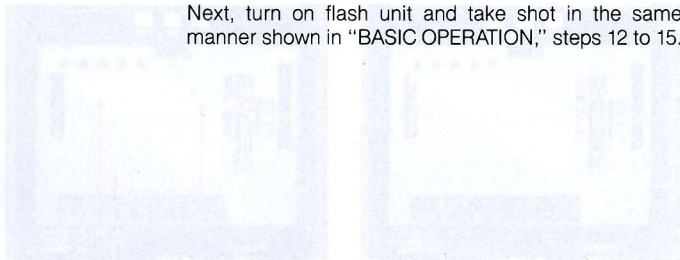 Next, turn on flash unit and take shot in the same
manner shown in “BASIC OPERATION,” steps 12 to 15.